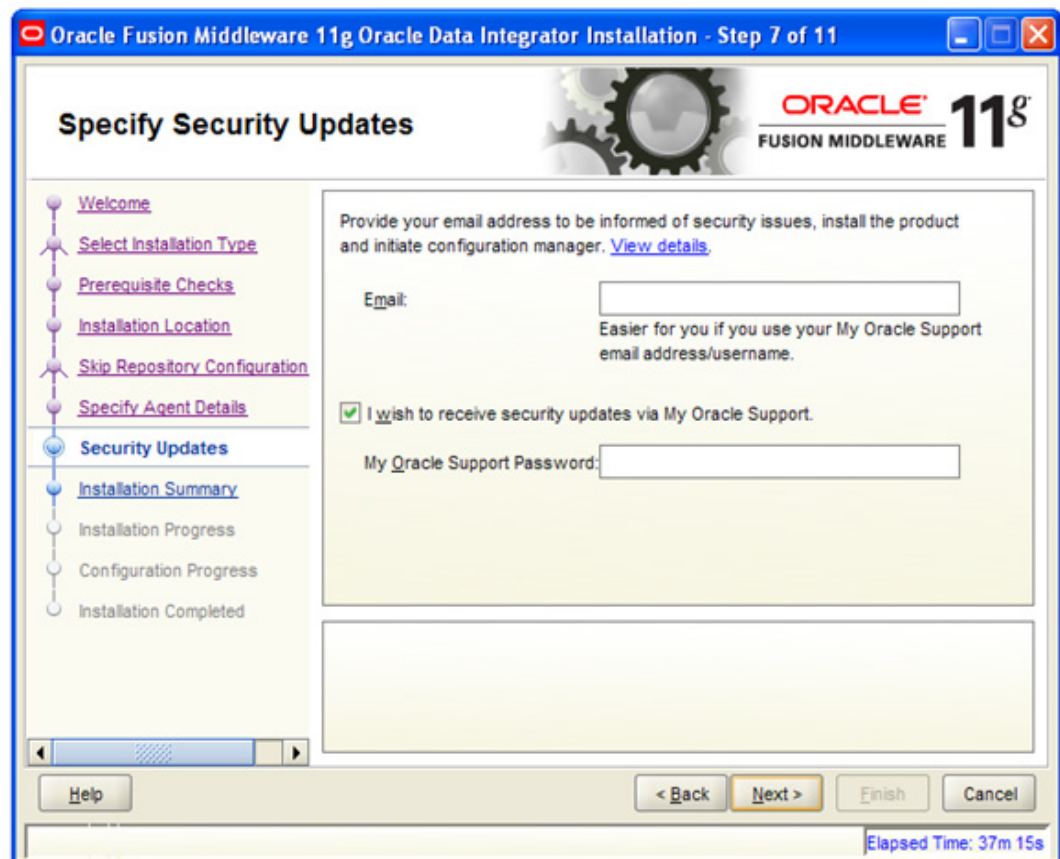 Oracle Fusion Middleware 11g Oracle Data Integrator Installation - Step 7 of 11
Specify Security Updates
ORACLE
FUSION MIDDLEWARE
11g
Welcome
Select Installation Type
Prerequisite Checks
Installation Location
Skip Repository Configuration
Specify Agent Details
Security Updates
Installation Summary
Installation Progress
Configuration Progress
Installation Completed
Provide your email address to be informed of security issues, install the product
and initiate configuration manager. View details.
Email:
Easier for you if you use your My Oracle Support
email address/username.
I wish to receive security updates via My Oracle Support.
My Oracle Support Password:
Help
< Back
Next >
Finish
Cancel
Elapsed Time: 37m 15s